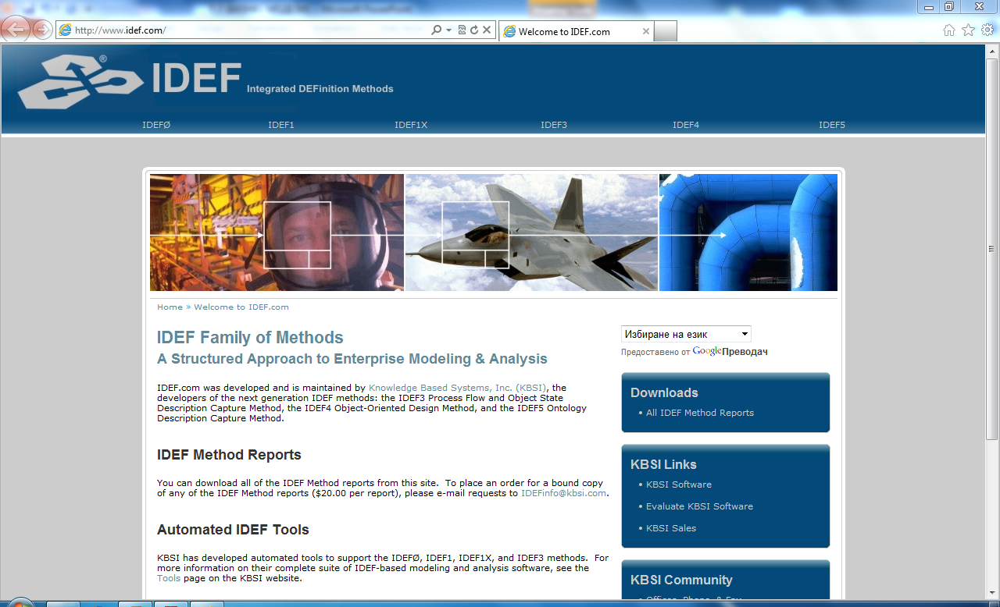 http://www.idef.com/
Welcome to IDEF.com
®
IDEF Integrated DEFinition Methods
IDEFØ IDEF1 IDEF1X IDEF3 IDEF4 IDEF5
Home » Welcome to IDEF.com
IDEF Family of Methods
A Structured Approach to Enterprise Modeling & Analysis
IDEF.com was developed and is maintained by Knowledge Based Systems, Inc. (KBSI), the
developers of the next generation IDEF methods: the IDEF3 Process Flow and Object State
Description Capture Method, the IDEF4 Object-Oriented Design Method, and the IDEF5 Ontology
Description Capture Method.
IDEF Method Reports
You can download all of the IDEF Method reports from this site. To place an order for a bound copy
of any of the IDEF Method reports ($20.00 per report), please e-mail requests to IDEFinfo@kbsi.com.
Automated IDEF Tools
KBSI has developed automated tools to support the IDEFØ, IDEF1, IDEF1X, and IDEF3 methods. For
more information on their complete suite of IDEF-based modeling and analysis software, see the
Tools page on the KBSI website.
Избиране на език
Предоставено от Google Преводач
Downloads
• All IDEF Method Reports
KBSI Links
• KBSI Software
• Evaluate KBSI Software
• KBSI Sales
KBSI Community
• Offices, Phone, & Fax